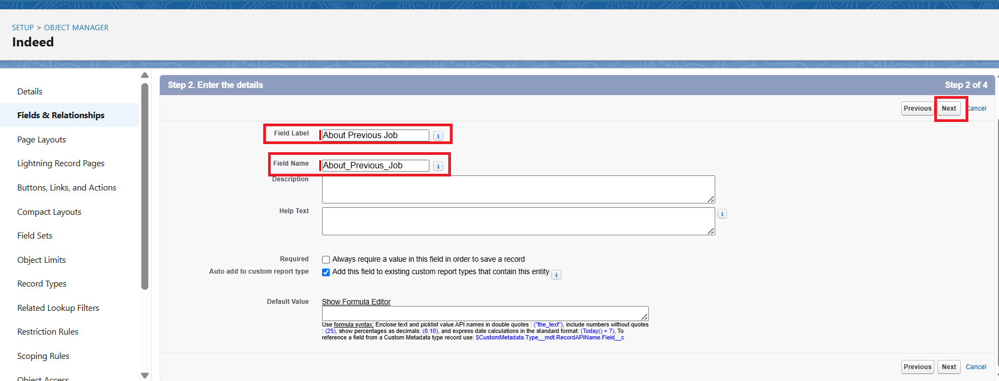 SETUP > OBJECT MANAGER
Indeed
Details
Fields & Relationships
Page Layouts
Lightning Record Pages
Buttons, Links, and Actions
Compact Layouts
Field Sets
Object Limits
Record Types
Related Lookup Filters
Restriction Rules
Scoping Rules
Object Access
Step 2. Enter the details
Step 2 of 4
Previous Next Cancel
Field Label About Previous Job i
Field Name About_Previous_Job i
Description
Help Text i
Required Always require a value in this field in order to save a record
Auto add to custom report type Add this field to existing custom report types that contain this entity i
Default Value Show Formula Editor
Use formula syntax: Enclose text and picklist value API names in double quotes : ("the_text"), include numbers without quotes
: (25), show percentages as decimals: (0.10), and express date calculations in the standard format: (Today() + 7), To
reference a field from a Custom Metadata type record use: $CustomMetadata.Type__mdt.RecordAPIName.Field__c
Previous Next Cancel